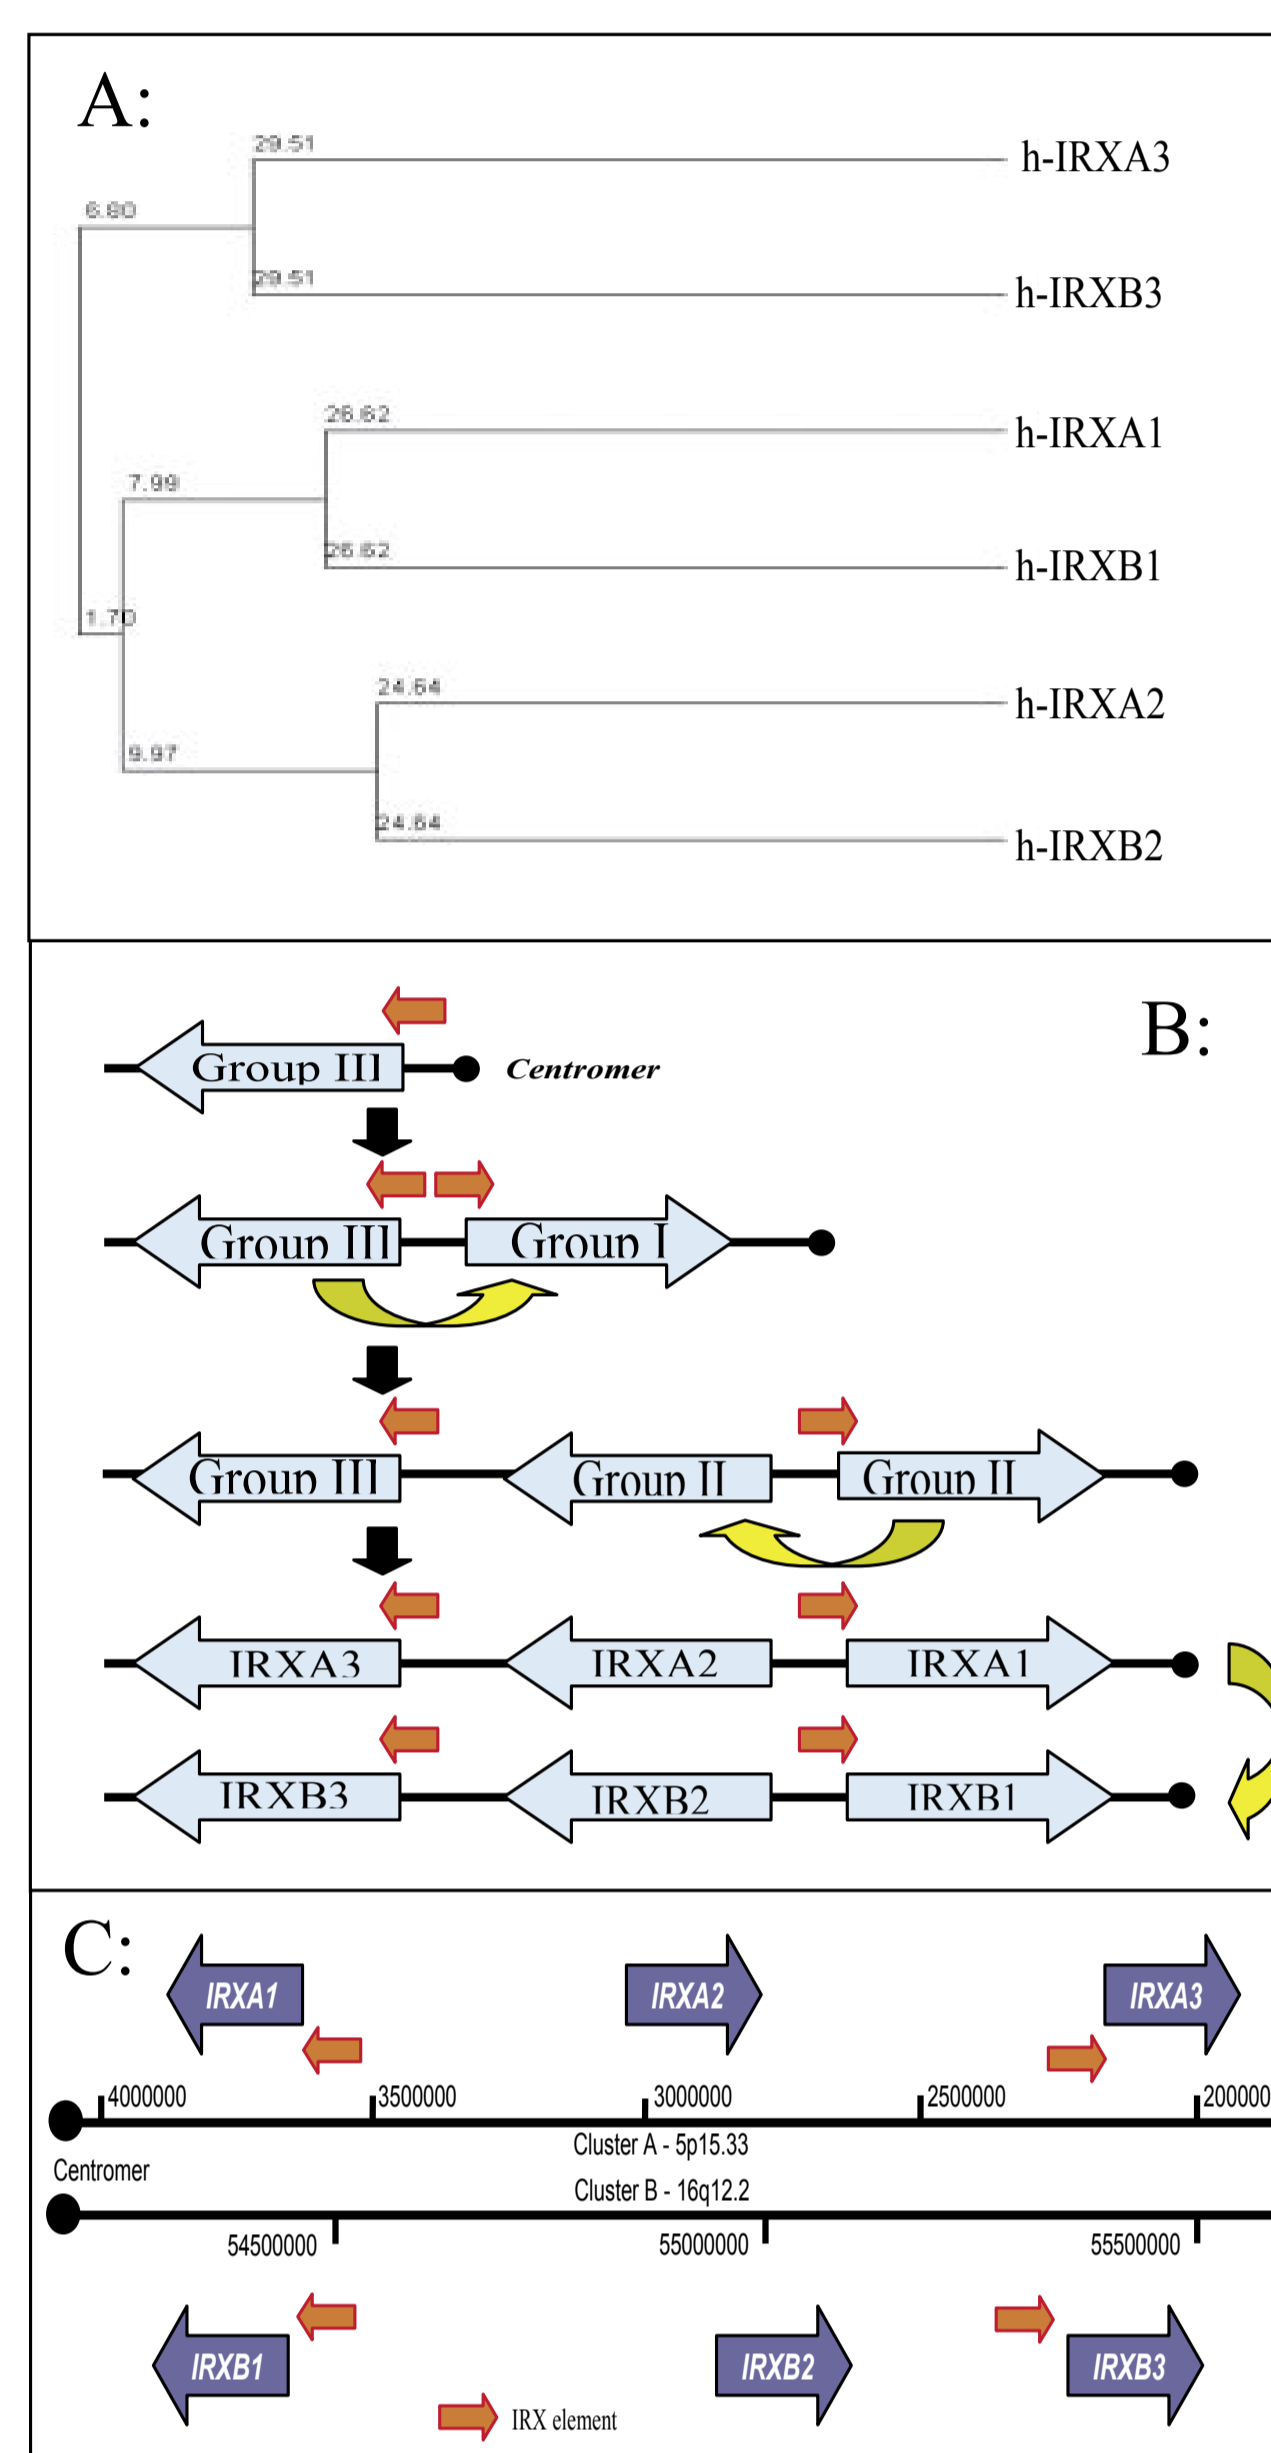 A:
29.51
h-IRXA3
6.80
29.51
h-IRXB3
26.62
h-IRXA1
7.99
26.62
h-IRXB1
1.70
24.64
h-IRXA2
9.97
24.64
h-IRXB2
B:
Group III
Centromer
Group III Group I
Group III Group II Group II
IRXA3 IRXA2 IRXA1
IRXB3 IRXB2 IRXB1
C:
IRXA1 IRXA2 IRXA3
4000000 3500000 3000000 2500000 200000
Cluster A - 5p15.33
Centromer
Cluster B - 16q12.2
54500000 55000000 55500000
IRXB1 IRXB2 IRXB3
IRX element